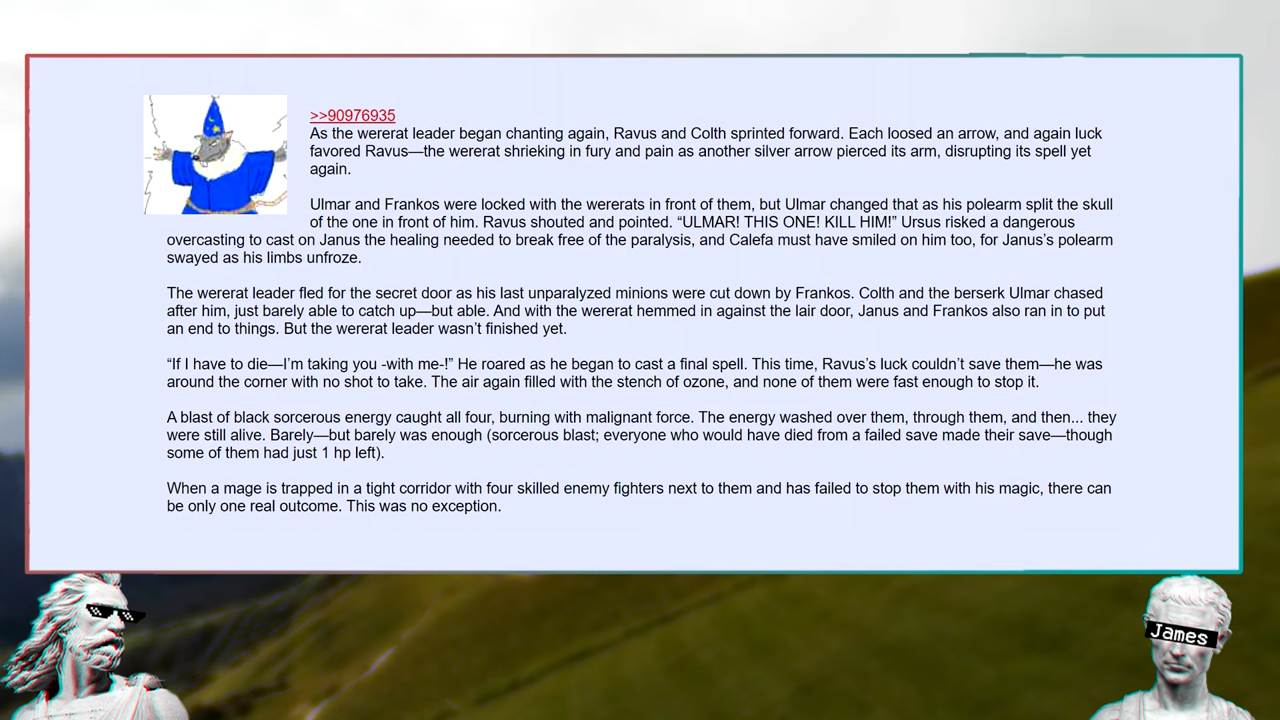 >>90976935
As the wererat leader began chanting again, Ravus and Colth sprinted forward. Each loosed an arrow, and again luck
favored Ravus—the wererat shrieking in fury and pain as another silver arrow pierced its arm, disrupting its spell yet
again.
Ulmar and Frankos were locked with the wererats in front of them, but Ulmar changed that as his polearm split the skull
of the one in front of him. Ravus shouted and pointed. “ULMAR! THIS ONE! KILL HIM!” Ursus risked a dangerous
overcasting to cast on Janus the healing needed to break free of the paralysis, and Calefa must have smiled on him too, for Janus’s polearm
swayed as his limbs unfroze.
The wererat leader fled for the secret door as his last unparalyzed minions were cut down by Frankos. Colth and the berserk Ulmar chased
after him, just barely able to catch up—but able. And with the wererat hemmed in against the lair door, Janus and Frankos also ran in to put
an end to things. But the wererat leader wasn’t finished yet.
“If I have to die—I’m taking you -with me-!” He roared as he began to cast a final spell. This time, Ravus’s luck couldn’t save them—he was
around the corner with no shot to take. The air again filled with the stench of ozone, and none of them were fast enough to stop it.
A blast of black sorcerous energy caught all four, burning with malignant force. The energy washed over them, through them, and then... they
were still alive. Barely—but barely was enough (sorcerous blast; everyone who would have died from a failed save made their save—though
some of them had just 1 hp left).
When a mage is trapped in a tight corridor with four skilled enemy fighters next to them and has failed to stop them with his magic, there can
be only one real outcome. This was no exception.
James